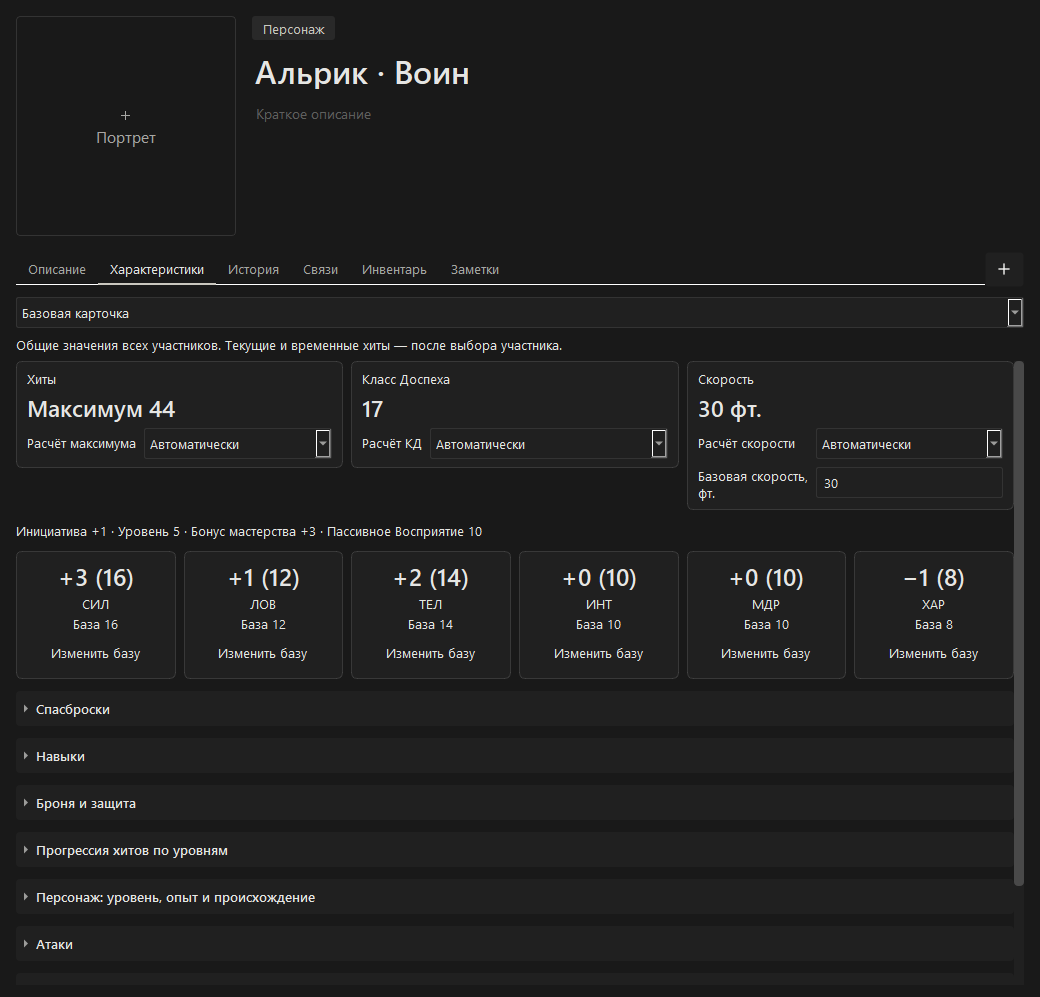 Персонаж
Альрик · Воин
Краткое описание
+
Портрет
Описание Характеристики История Связи Инвентарь Заметки +
Базовая карточка
Общие значения всех участников. Текущие и временные хиты — после выбора участника.
Хиты
Максимум 44
Расчёт максимума Автоматически
Класс Доспеха
17
Расчёт КД Автоматически
Скорость
30 фт.
Расчёт скорости Автоматически
Базовая скорость,
фт.
30
Инициатива +1 · Уровень 5 · Бонус мастерства +3 · Пассивное Восприятие 10
+3 (16)
СИЛ
База 16
Изменить базу
+1 (12)
ЛОВ
База 12
Изменить базу
+2 (14)
ТЕЛ
База 14
Изменить базу
+0 (10)
ИНТ
База 10
Изменить базу
+0 (10)
МДР
База 10
Изменить базу
−1 (8)
ХАР
База 8
Изменить базу
Спасброски
Навыки
Броня и защита
Прогрессия хитов по уровням
Персонаж: уровень, опыт и происхождение
Атаки